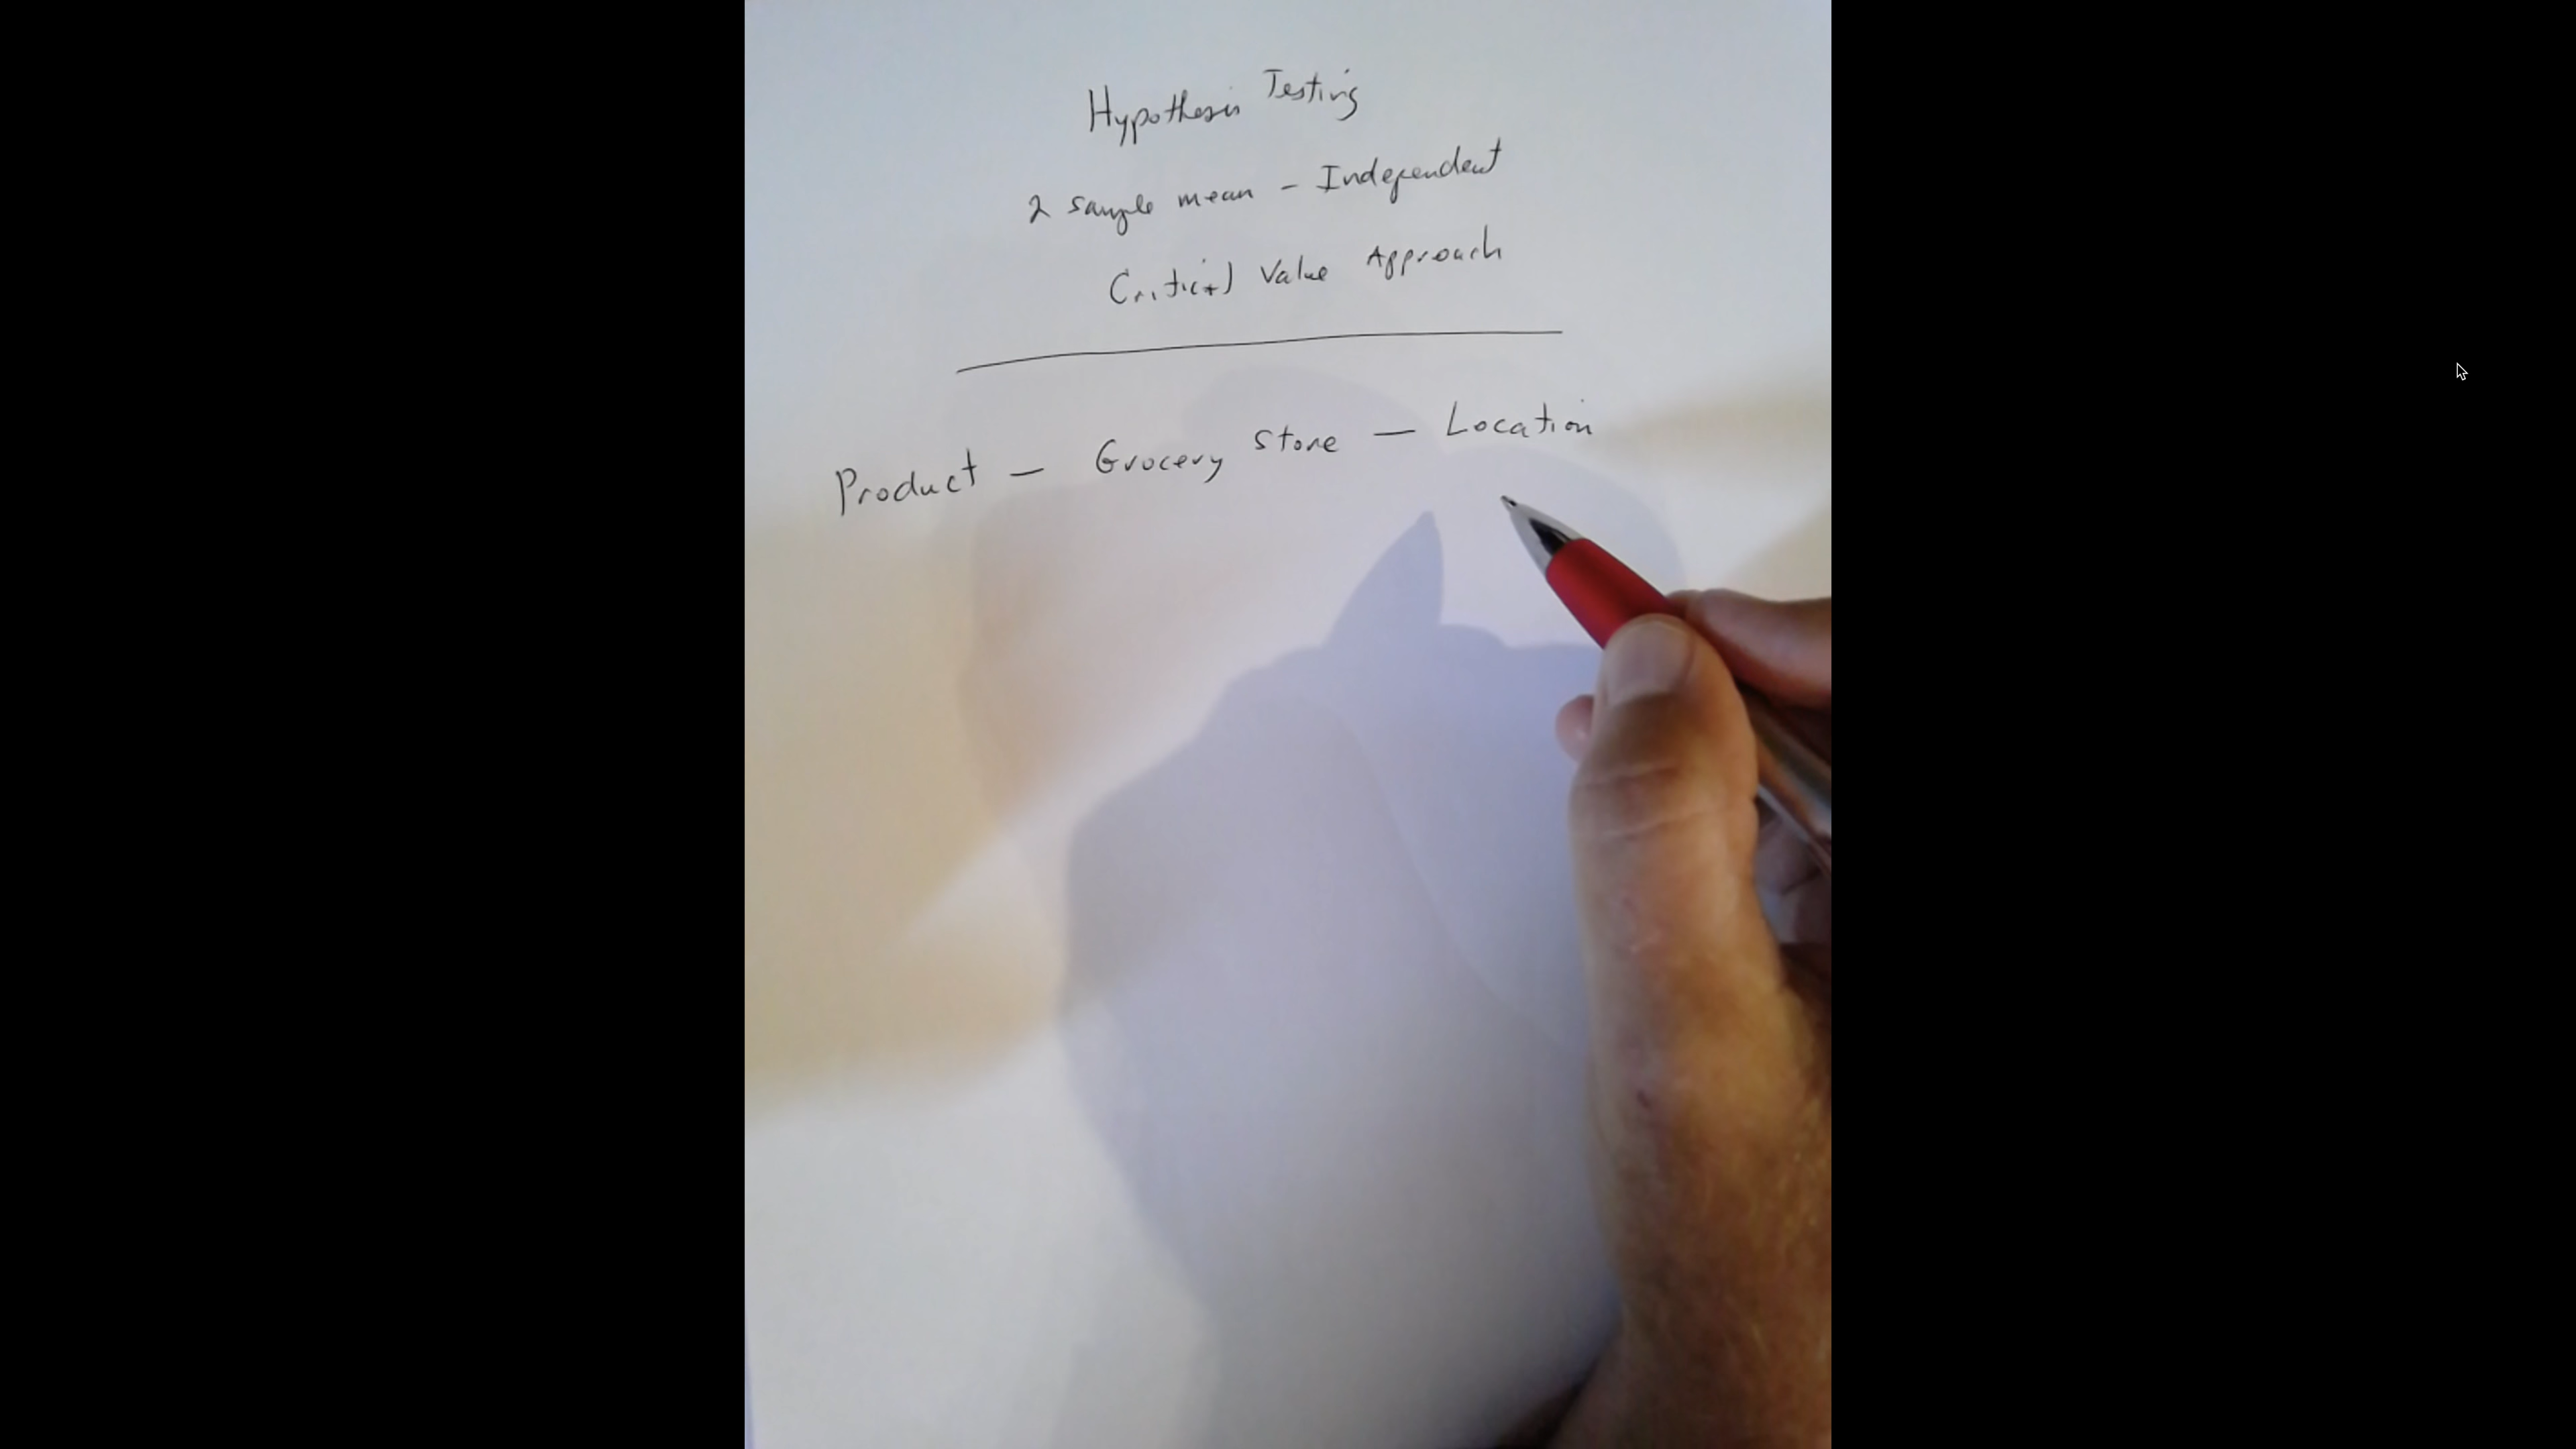 Hypothesis Testing
2 sample mean - Independent
Critical Value Approach
Product — Grocery store — Location